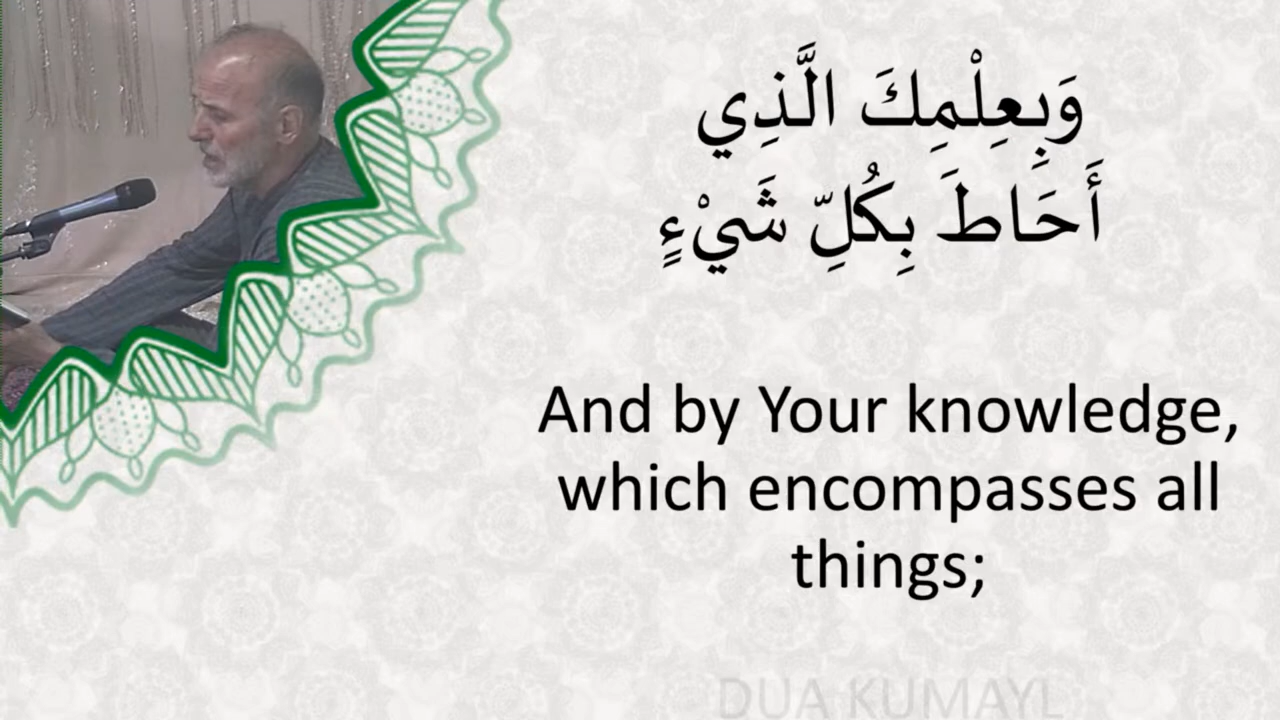 وَبِعِلْمِكَ الَّذِي
أَحَاطَ بِكُلِّ شَيْءٍ
And by Your knowledge,
which encompasses all
things;
DUA KUMAYL